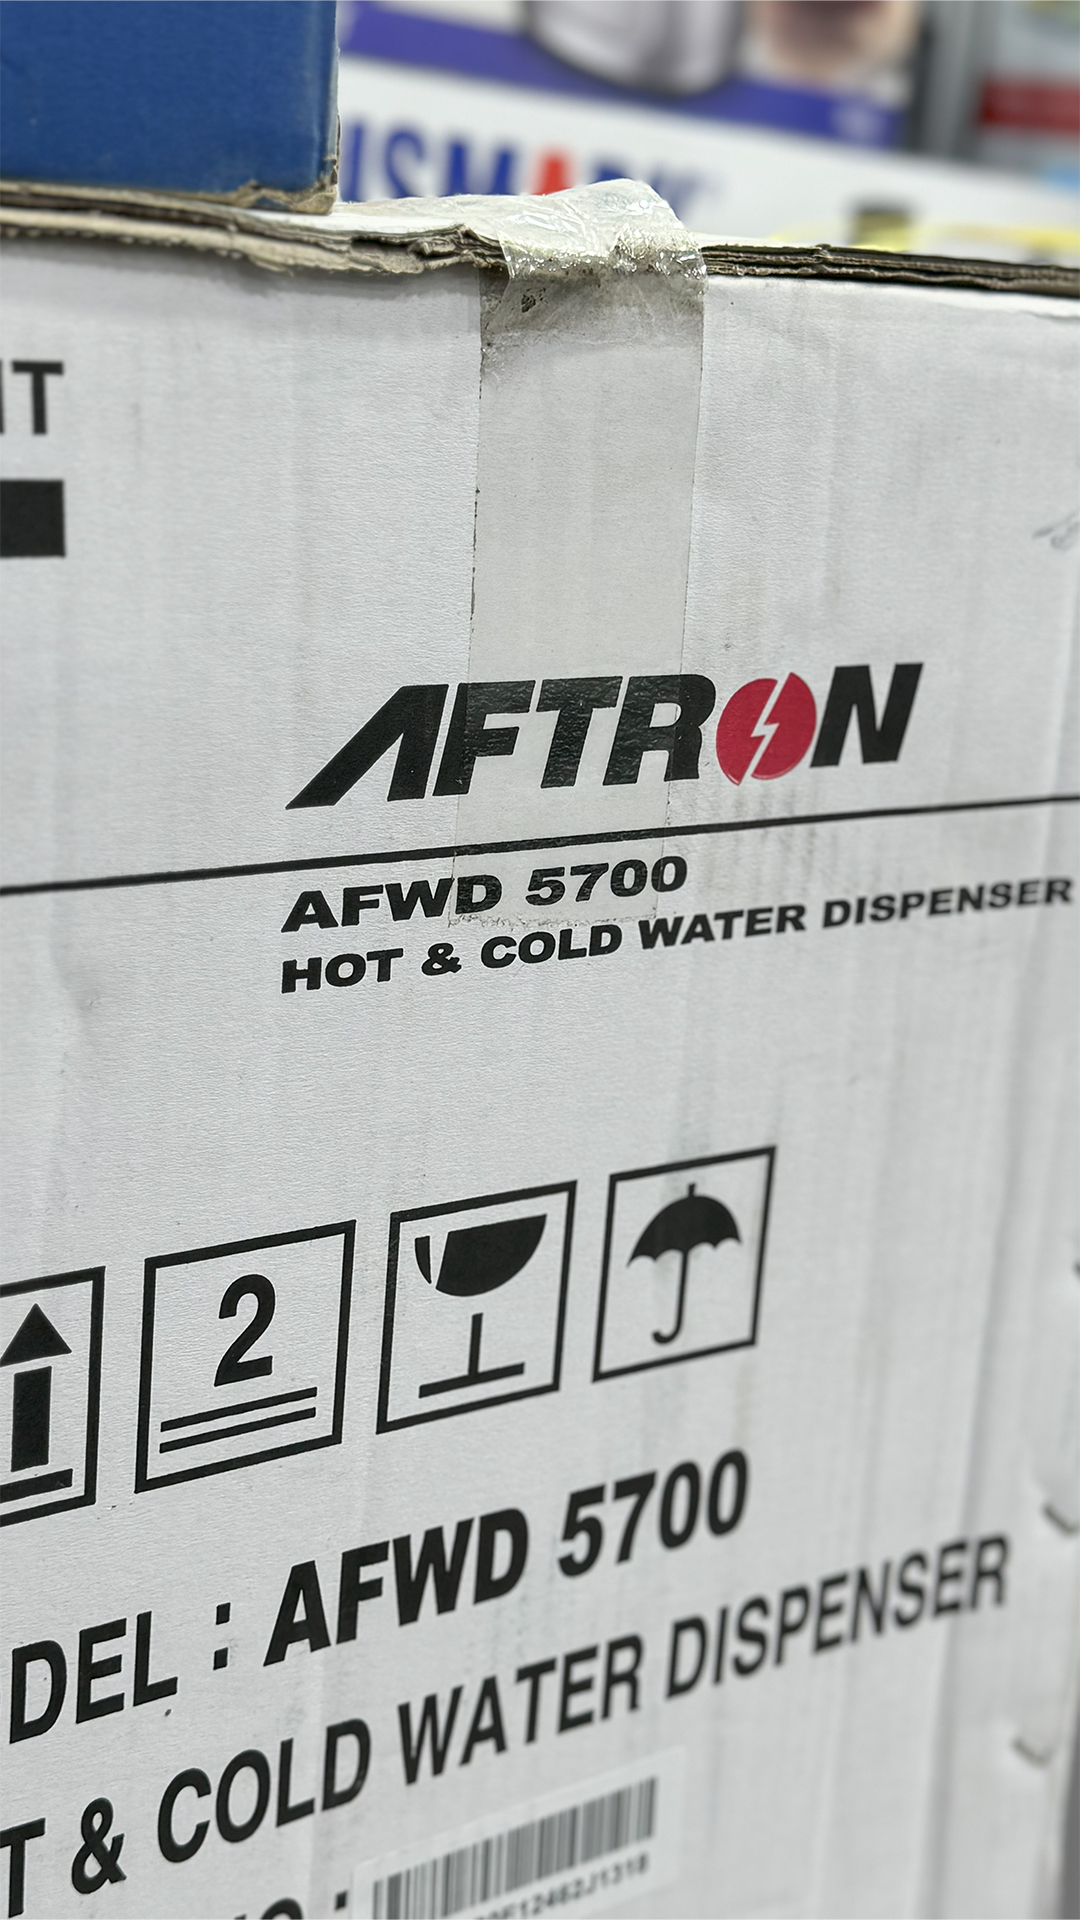 AFTRON
AFWD 5700
HOT & COLD WATER DISPENSER
2
DEL : AFWD 5700
T & COLD WATER DISPENSER